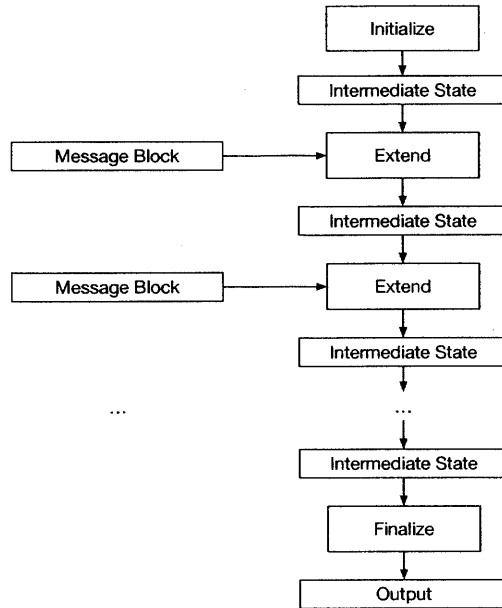 Initialize
Intermediate State
Message Block
Extend
Intermediate State
Message Block
Extend
Intermediate State
...
...
Intermediate State
Finalize
Output